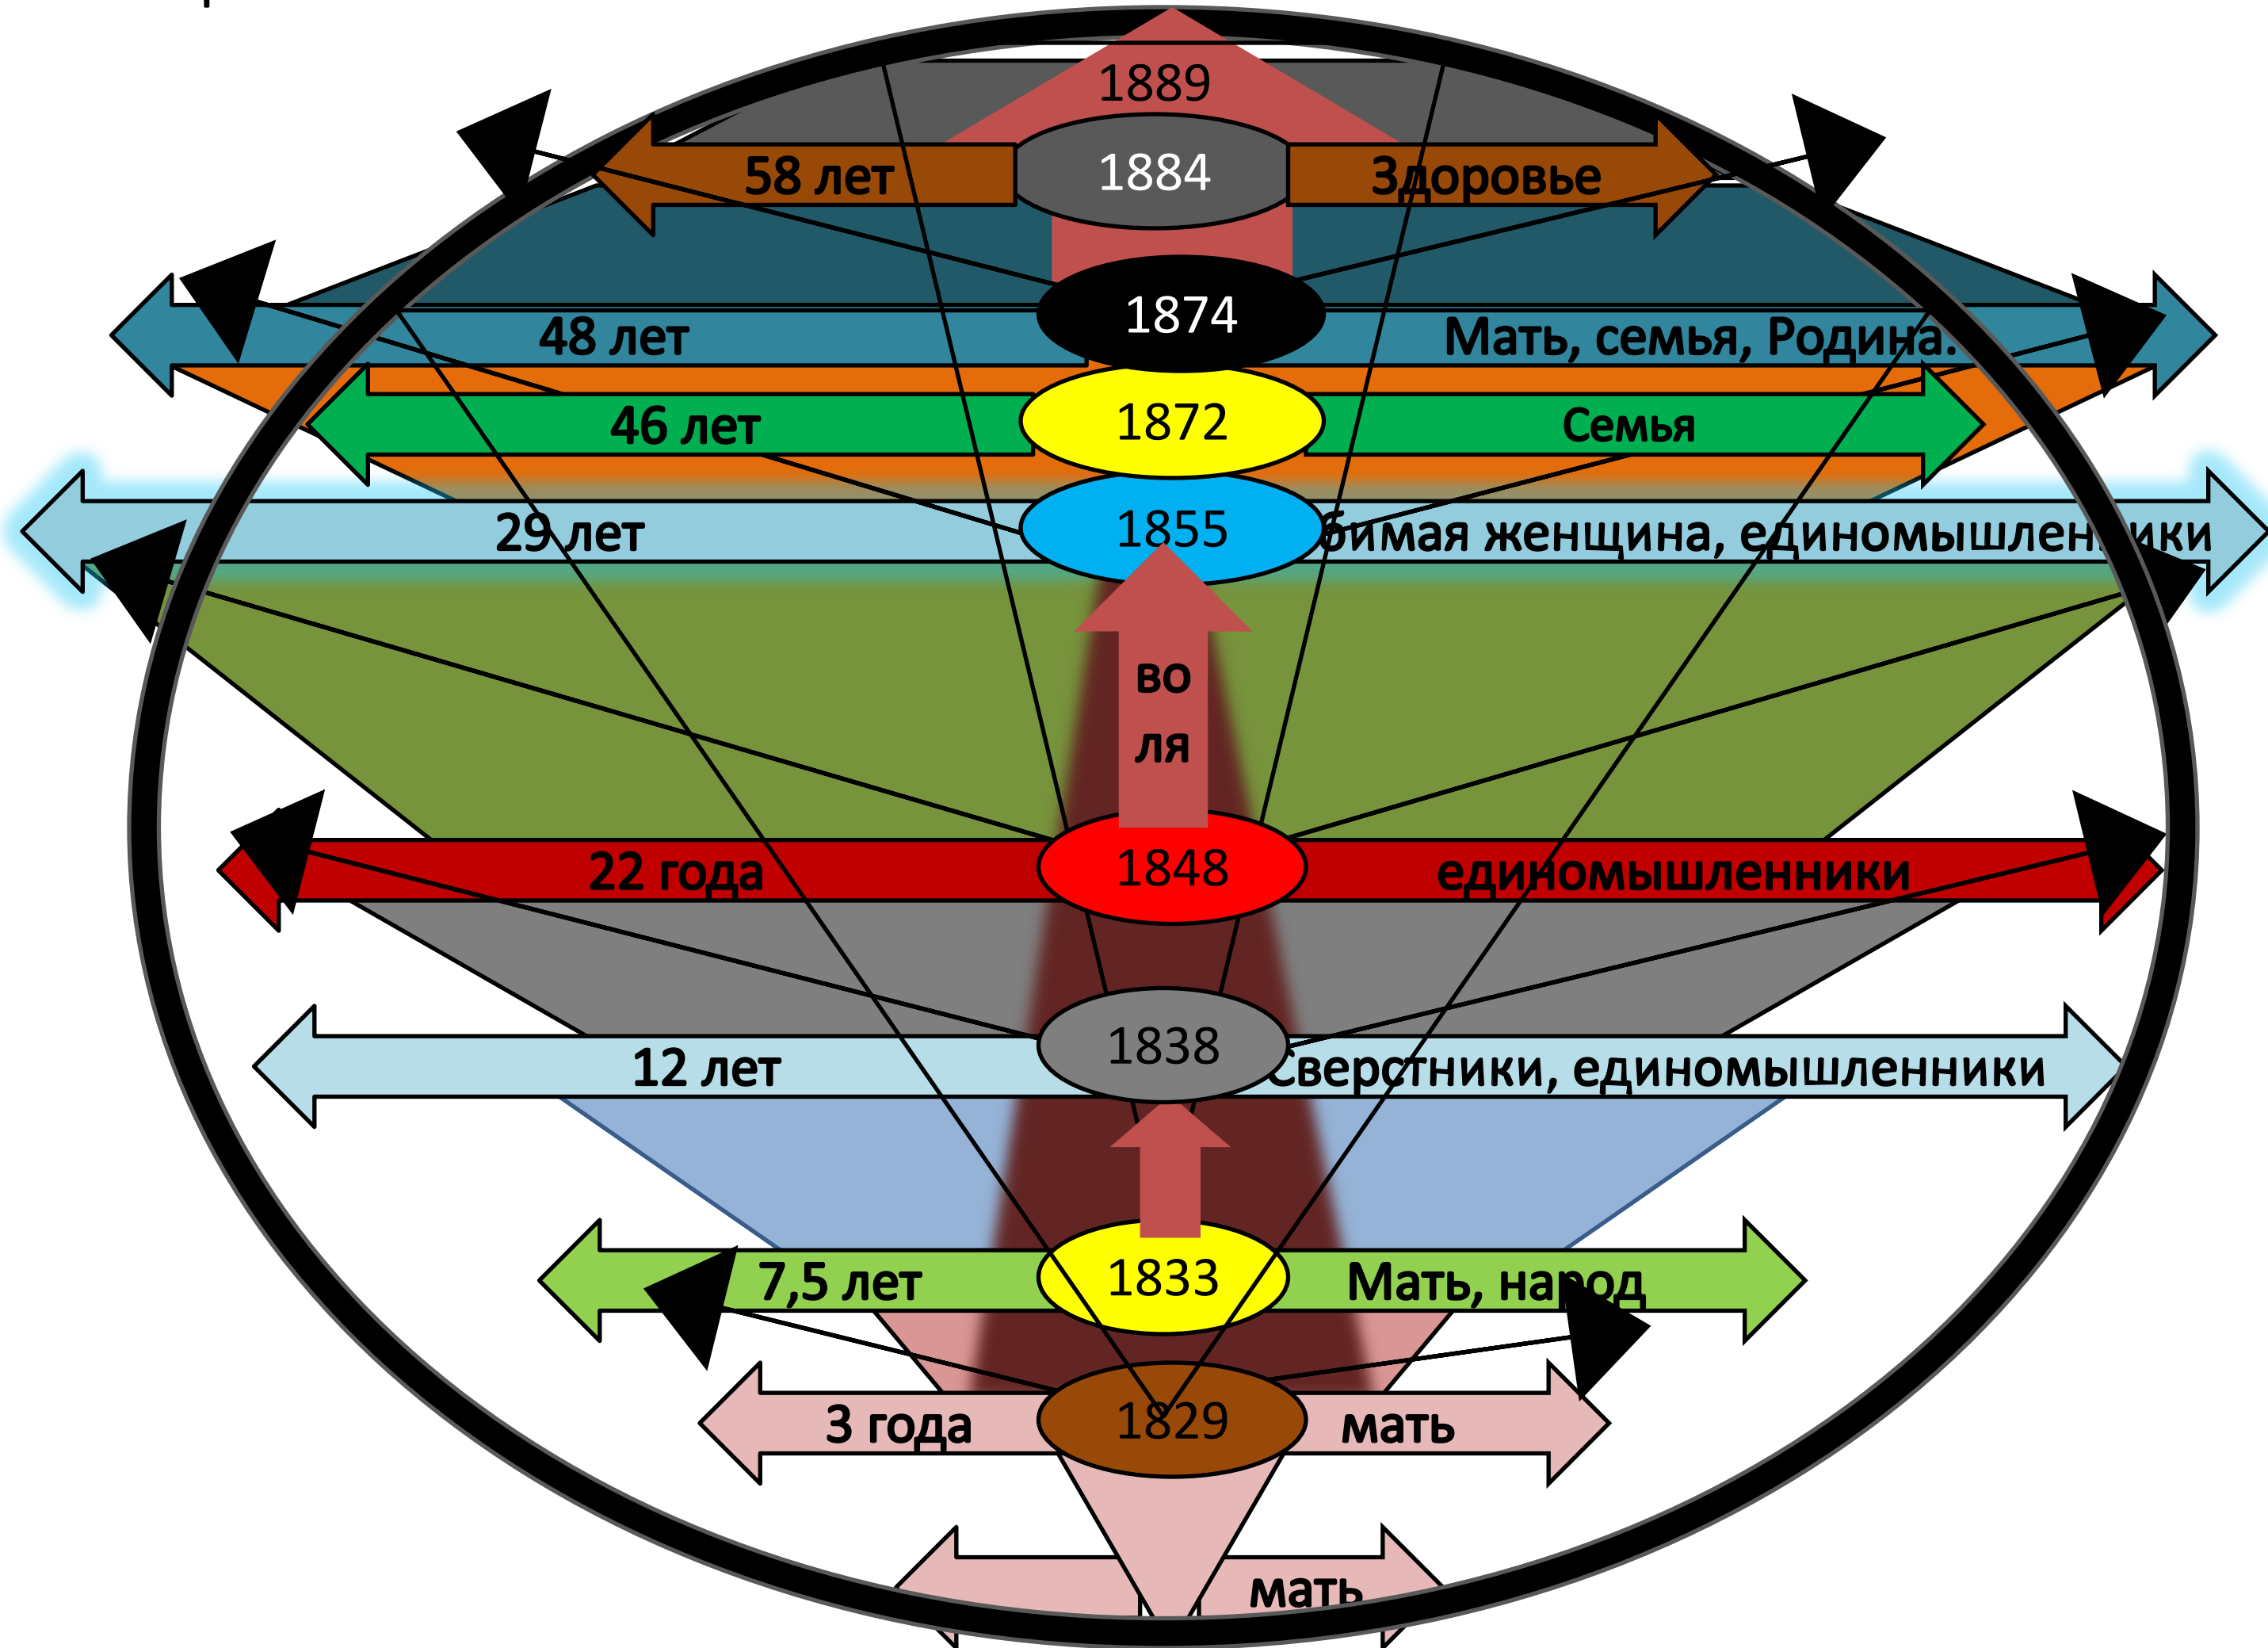 1889
58 лет 1884 Здоровье
48 лет 1874 Мать, семья, Родина.
46 лет 1872 Семья
29 лет 1855 женщина, единомышленники
во
ля
22 года 1848 единомышленники
12 лет 1838 Сверстники, единомышленники
7,5 лет 1833 Мать, народ
3 года 1829 мать
мать